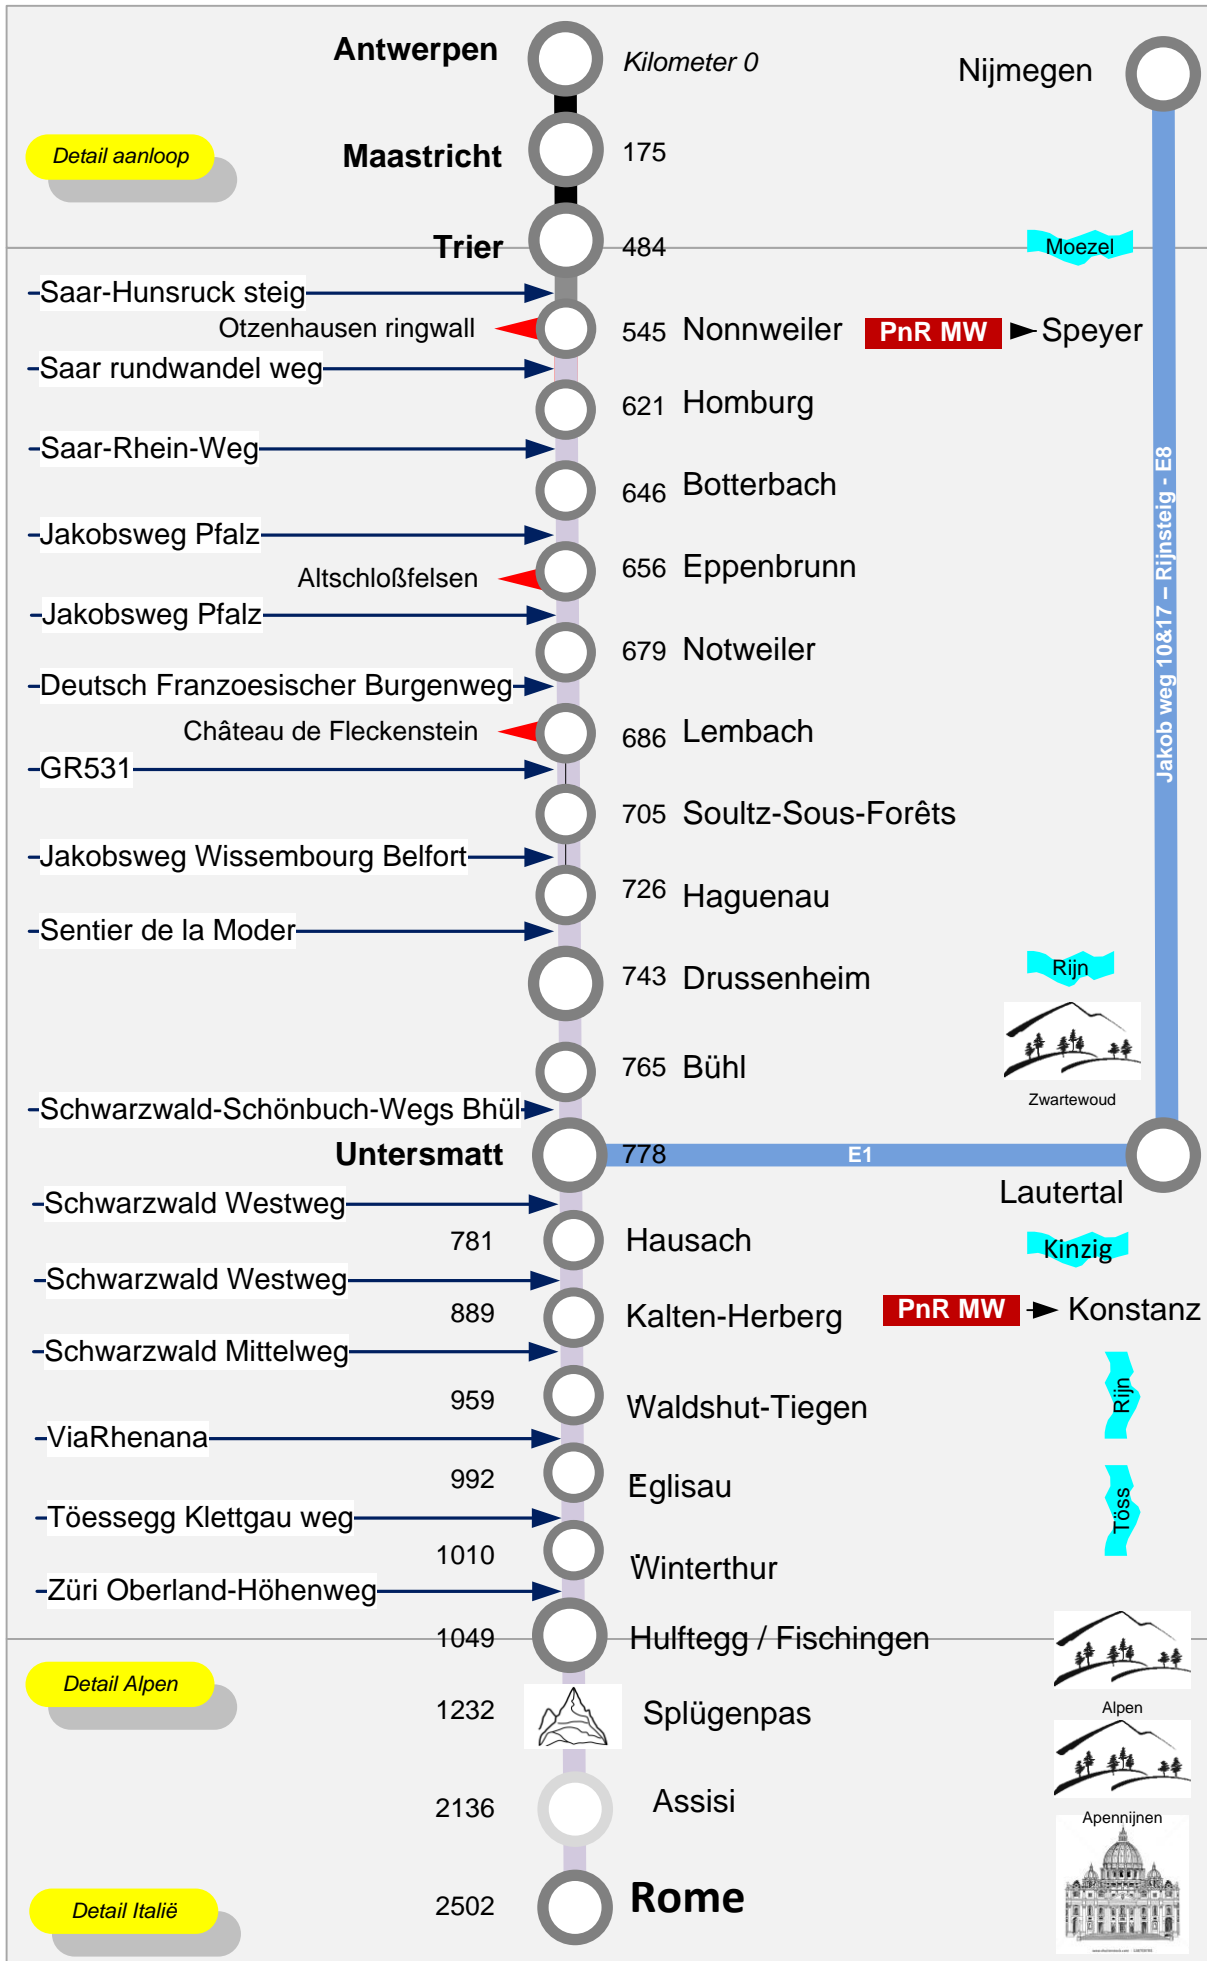 Antwerpen
Kilometer 0
Nijmegen
Detail aanloop
Maastricht
175
Trier
484
Moezel
Saar-Hunsruck steig
Otzenhausen ringwall
545 Nonnweiler
PnR MW
Speyer
Saar rundwandel weg
621 Homburg
Saar-Rhein-Weg
646 Botterbach
Jakobsweg Pfalz
Altschloßfelsen
656 Eppenbrunn
Jakobsweg Pfalz
679 Notweiler
Deutsch Franzoesischer Burgenweg
Château de Fleckenstein
686 Lembach
Jakob weg 10&17 – Rijnsteig - E8
GR531
705 Soultz-Sous-Forêts
Jakobsweg Wissembourg Belfort
726 Haguenau
Sentier de la Moder
743 Drussenheim
Rijn
765 Bühl
Zwartewoud
Schwarzwald-Schönbuch-Wegs Bhül
Untersmatt
778
E1
Lautertal
Schwarzwald Westweg
781
Hausach
Kinzig
Schwarzwald Westweg
889
Kalten-Herberg
PnR MW
Konstanz
Schwarzwald Mittelweg
959
Waldshut-Tiegen
Rijn
ViaRhenana
992
Eglisau
Töss
Töessegg Klettgau weg
1010
Winterthur
Züri Oberland-Höhenweg
1049
Hulftegg / Fischingen
Detail Alpen
1232
Splügenpas
Alpen
2136
Assisi
Apennijnen
Detail Italië
2502
Rome